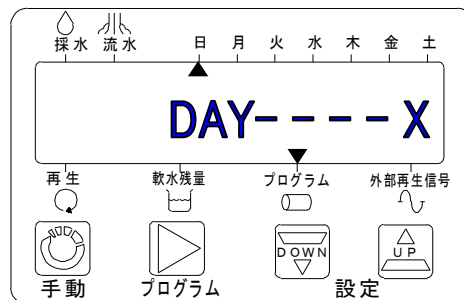 採水 流水 日 月 火 水 木 金 土
DAY----X
再生 軟水残量 プログラム 外部再生信号
DOWN UP
手動 プログラム 設定